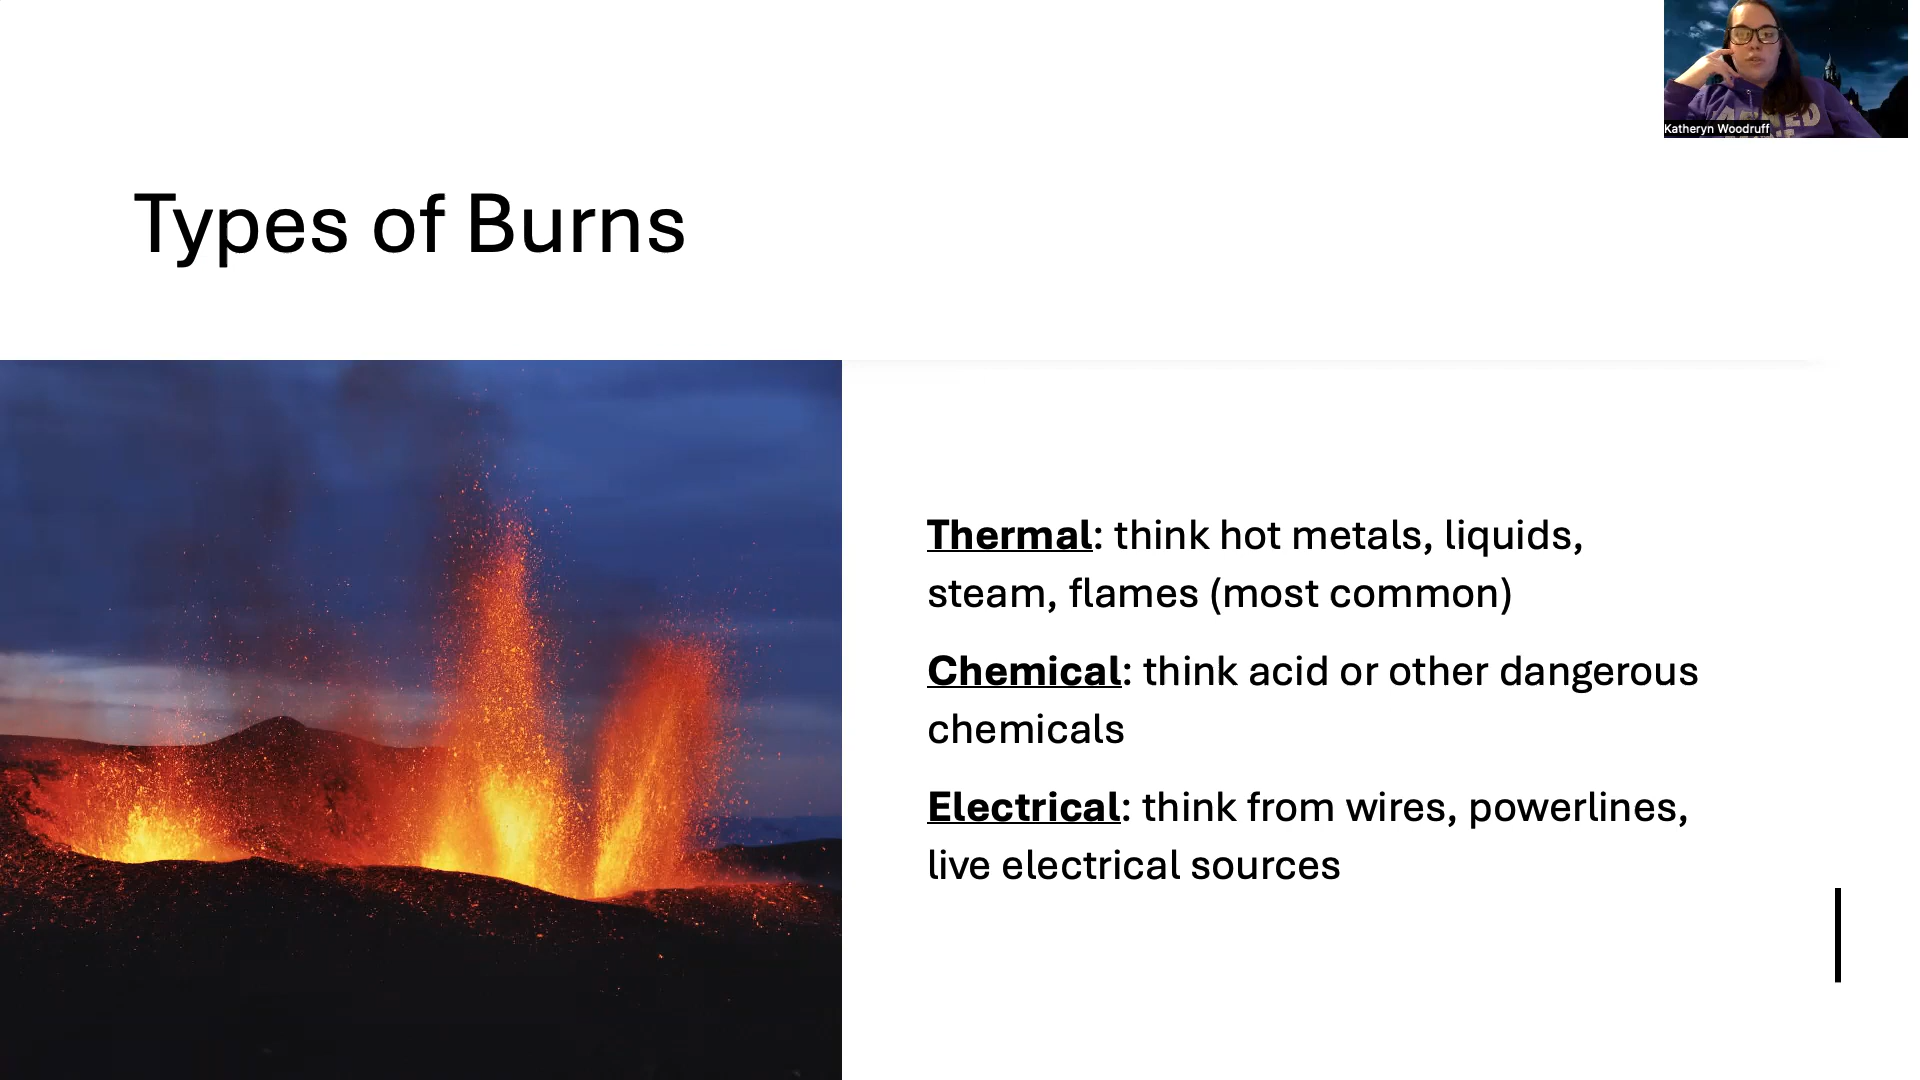 Katheryn Woodruff
Types of Burns
Thermal: think hot metals, liquids,
steam, flames (most common)
Chemical: think acid or other dangerous
chemicals
Electrical: think from wires, powerlines,
live electrical sources